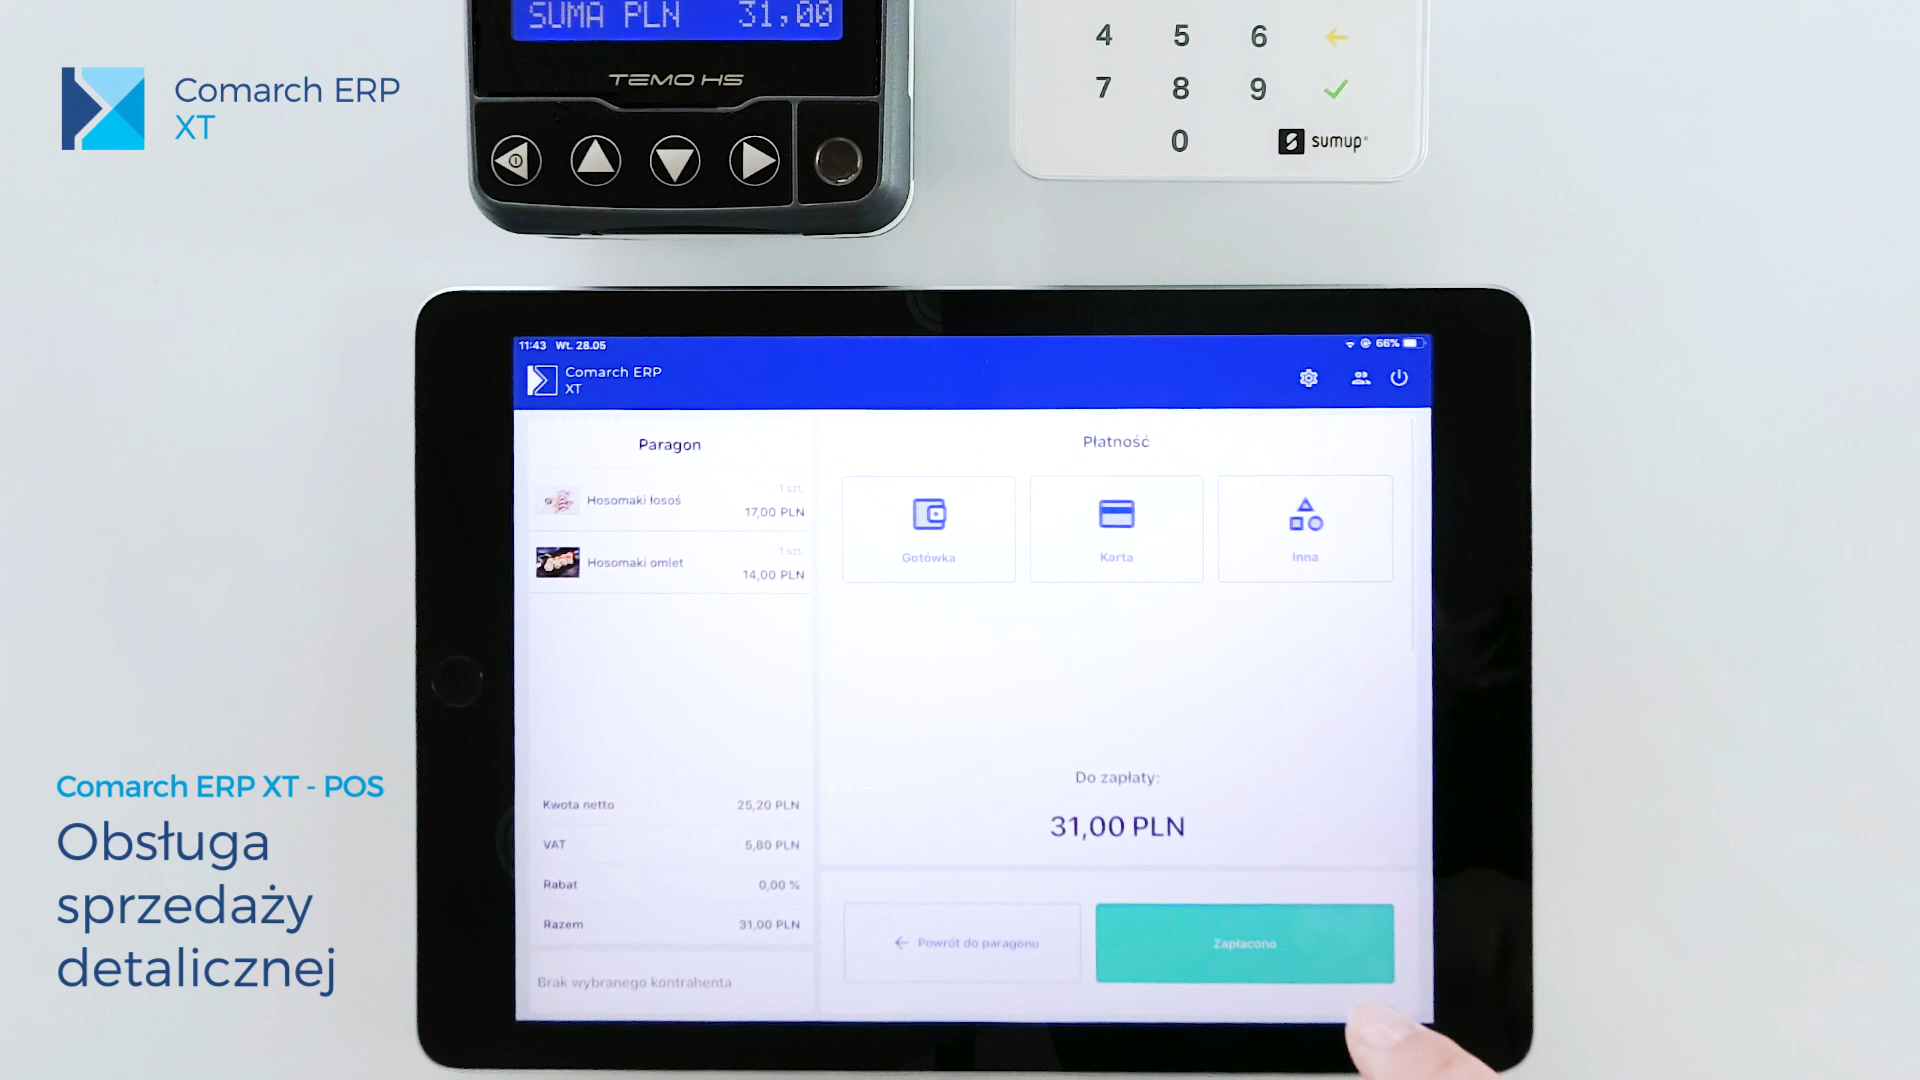 SUMA PLN 31,00
TEMO HS
4 5 6
7 8 9
0
sumup
Comarch ERP
XT
11:43 Wt. 28.05
66%
Comarch ERP
XT
Paragon
Hosomaki łosoś
1 szt.
17,00 PLN
Hosomaki omlet
1 szt.
14,00 PLN
Kwota netto 25,20 PLN
VAT 5,80 PLN
Rabat 0,00 %
Razem 31,00 PLN
Brak wybranego kontrahenta
Płatność
Gotówka
Karta
Inna
Do zapłaty:
31,00 PLN
Powrót do paragonu
Zapłacono
Comarch ERP XT - POS
Obsługa
sprzedaży
detalicznej